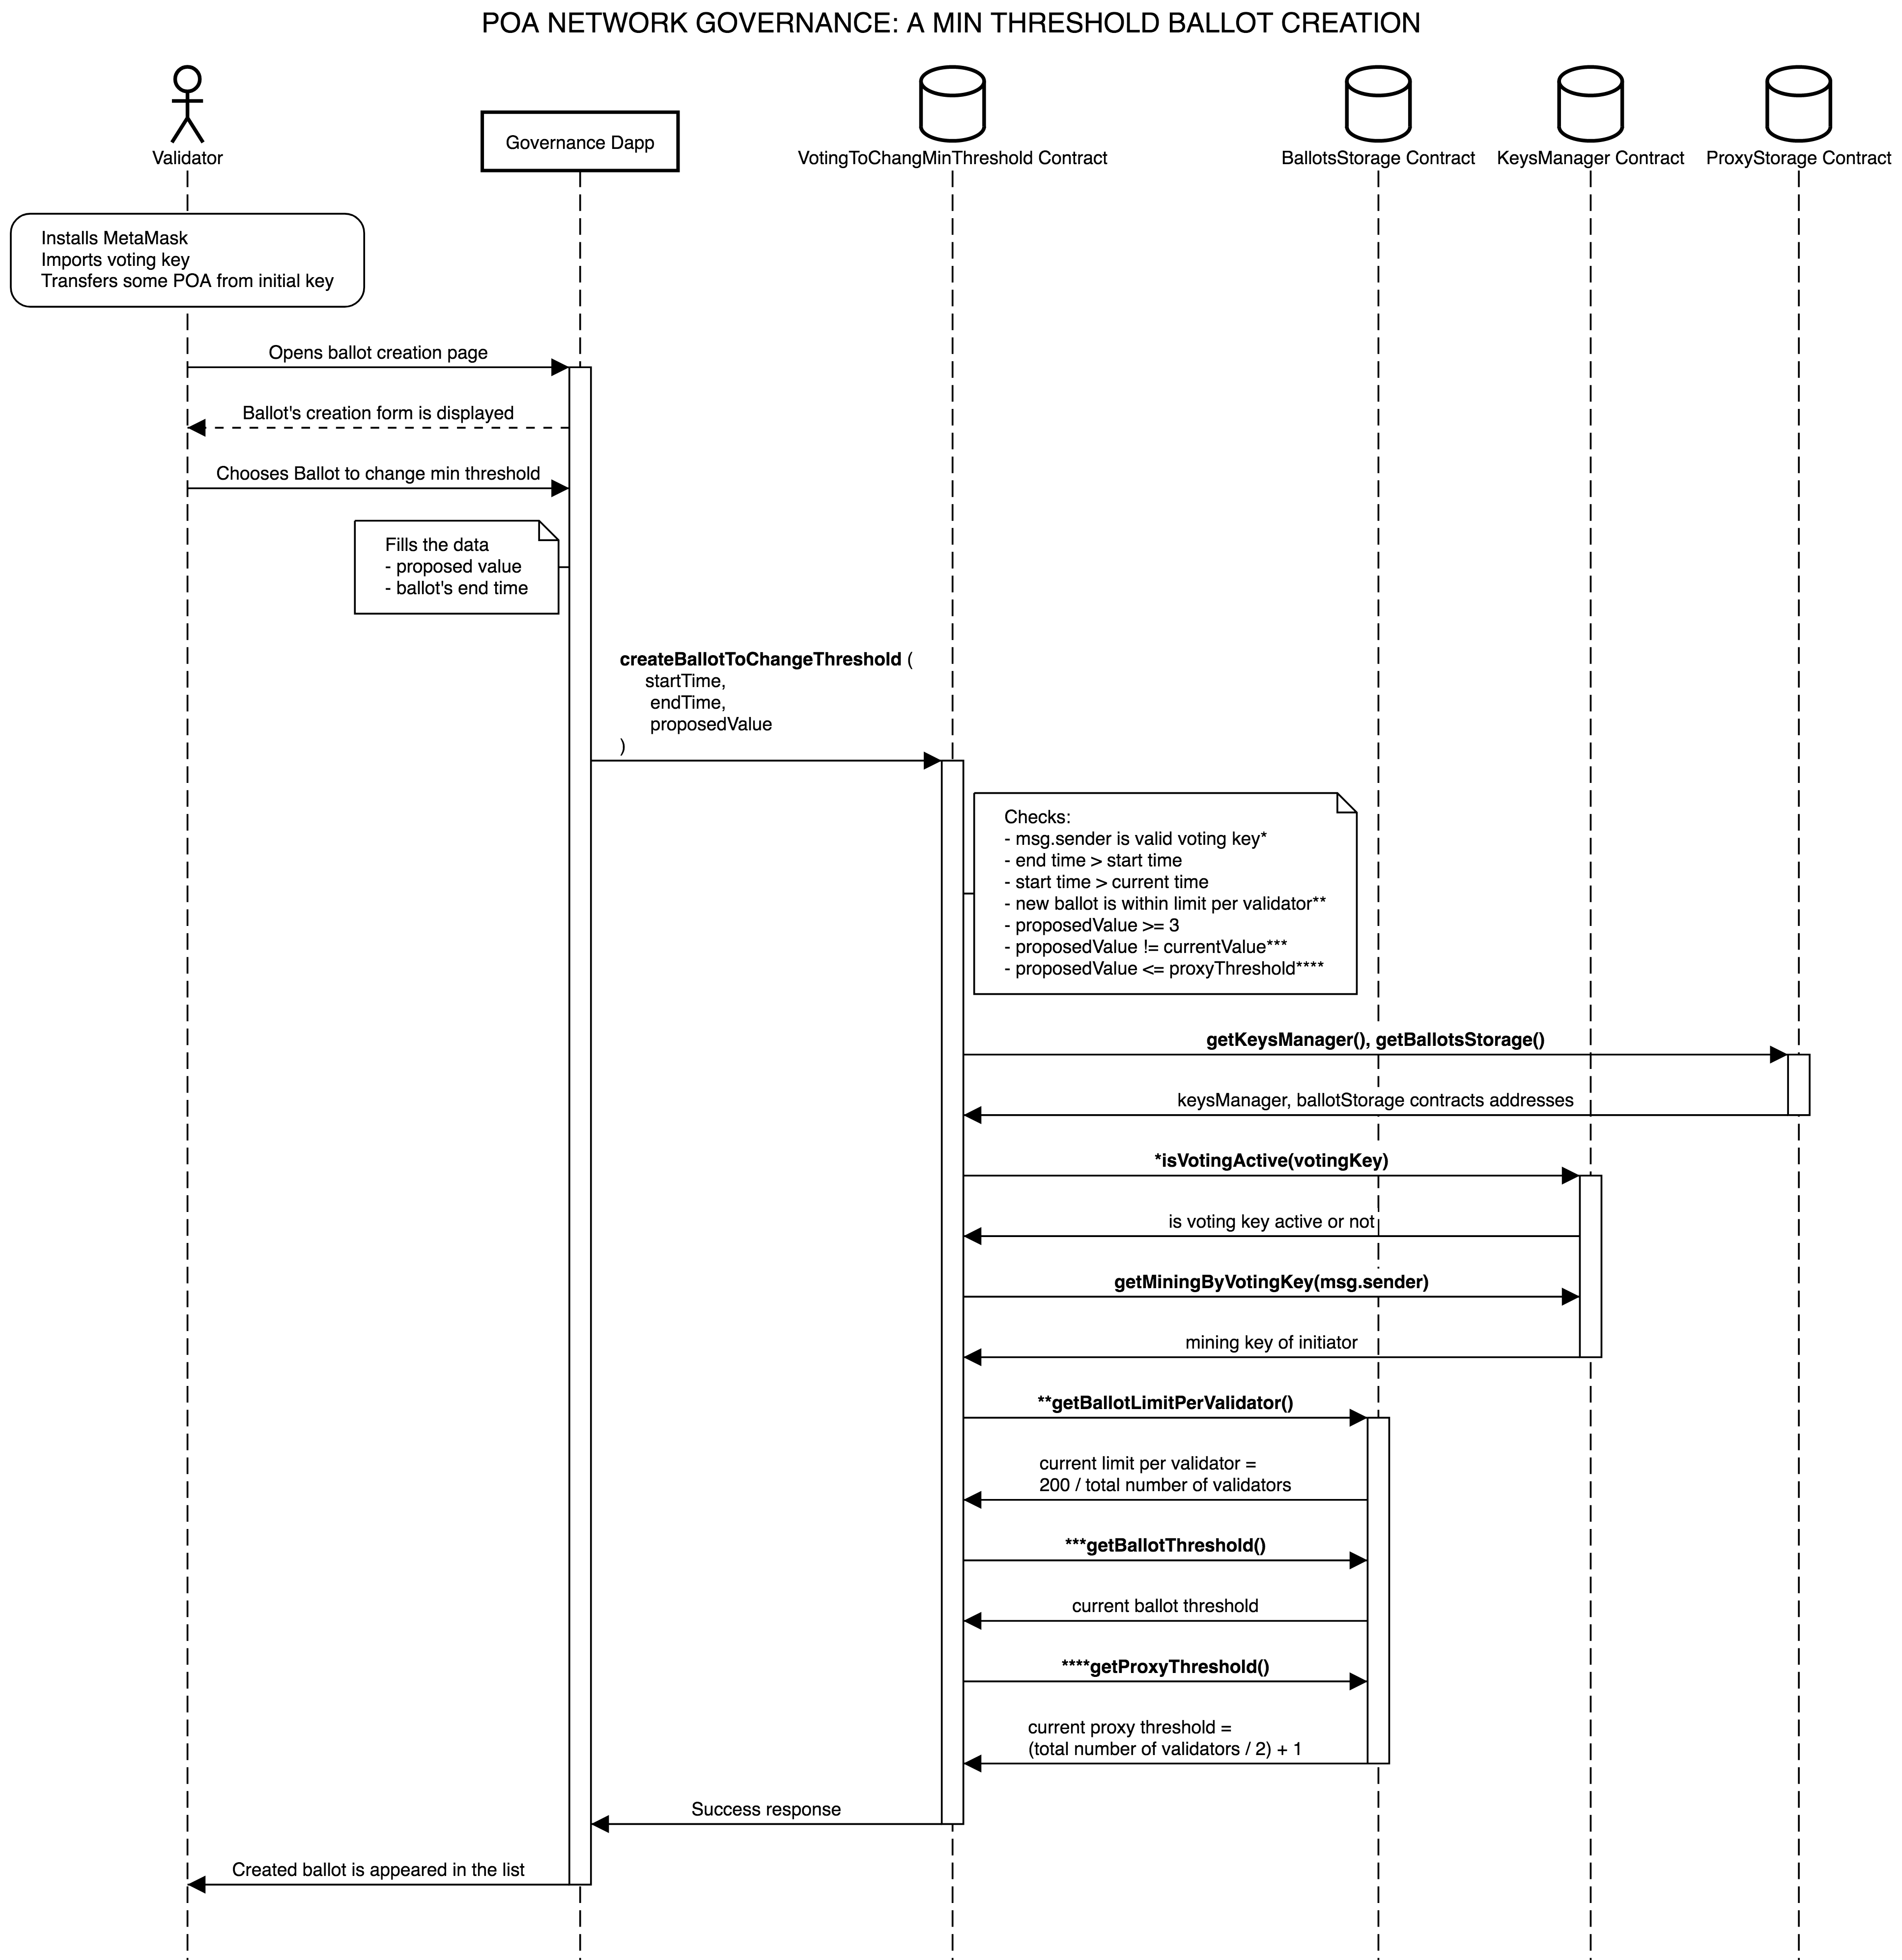 POA NETWORK GOVERNANCE: A MIN THRESHOLD BALLOT CREATION
Validator
Governance Dapp
VotingToChangMinThreshold Contract
BallotsStorage Contract
KeysManager Contract
ProxyStorage Contract
Installs MetaMask
Imports voting key
Transfers some POA from initial key
Opens ballot creation page
Ballot's creation form is displayed
Chooses Ballot to change min threshold
Fills the data
- proposed value
- ballot's end time
createBallotToChangeThreshold (
startTime,
endTime,
proposedValue
)
Checks:
- msg.sender is valid voting key*
- end time > start time
- start time > current time
- new ballot is within limit per validator**
- proposedValue >= 3
- proposedValue != currentValue***
- proposedValue <= proxyThreshold****
getKeysManager(), getBallotsStorage()
keysManager, ballotStorage contracts addresses
*isVotingActive(votingKey)
is voting key active or not
getMiningByVotingKey(msg.sender)
mining key of initiator
**getBallotLimitPerValidator()
current limit per validator =
200 / total number of validators
***getBallotThreshold()
current ballot threshold
****getProxyThreshold()
current proxy threshold =
(total number of validators / 2) + 1
Success response
Created ballot is appeared in the list